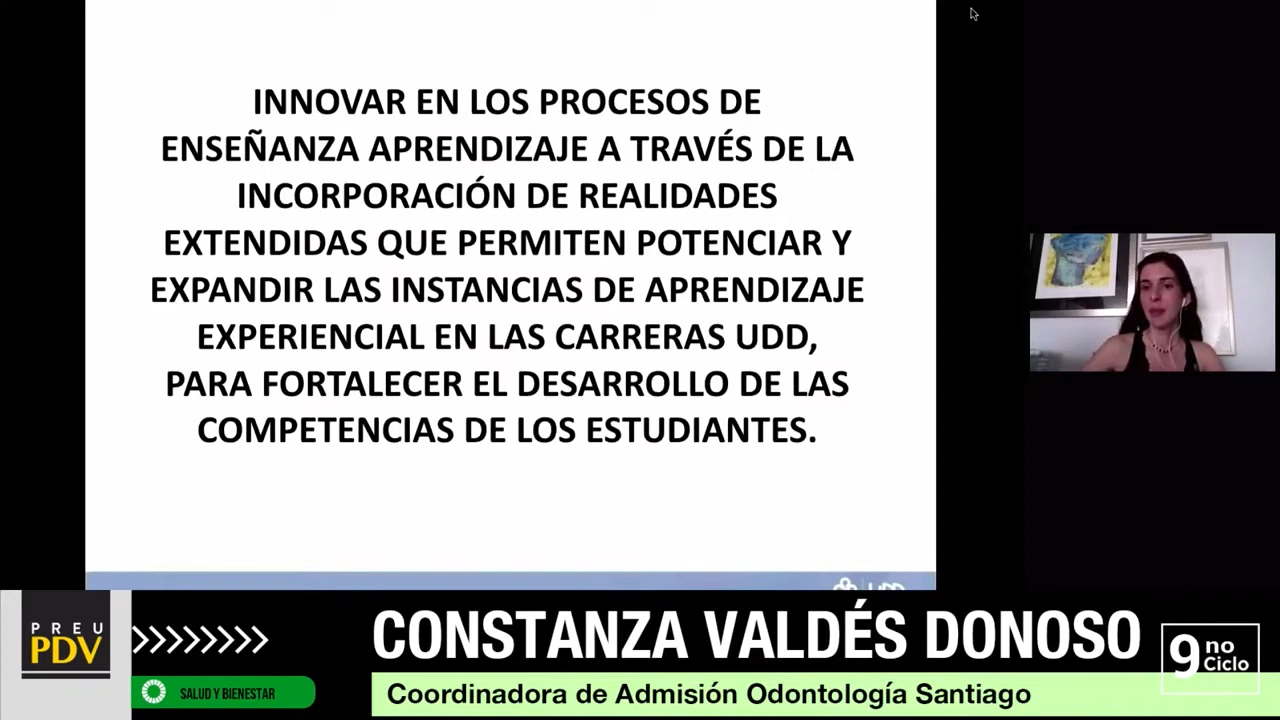 INNOVAR EN LOS PROCESOS DE
ENSEÑANZA APRENDIZAJE A TRAVÉS DE LA
INCORPORACIÓN DE REALIDADES
EXTENDIDAS QUE PERMITEN POTENCIAR Y
EXPANDIR LAS INSTANCIAS DE APRENDIZAJE
EXPERIENCIAL EN LAS CARRERAS UDD,
PARA FORTALECER EL DESARROLLO DE LAS
COMPETENCIAS DE LOS ESTUDIANTES.
PREU
PDV
CONSTANZA VALDÉS DONOSO
9no Ciclo
SALUD Y BIENESTAR
Coordinadora de Admisión Odontología Santiago